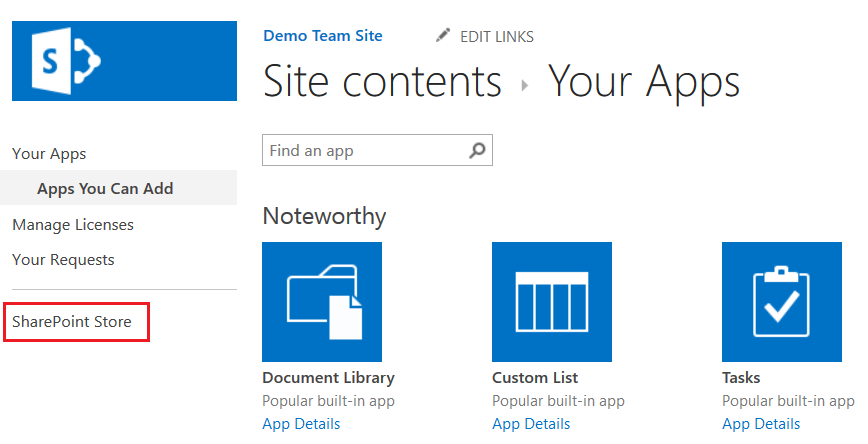 S
Demo Team Site
EDIT LINKS
Site contents
Your Apps
Your Apps
Apps You Can Add
Manage Licenses
Your Requests
SharePoint Store
Find an app
Noteworthy
Document Library
Popular built-in app
App Details
Custom List
Popular built-in app
App Details
Tasks
Popular built-in app
App Details